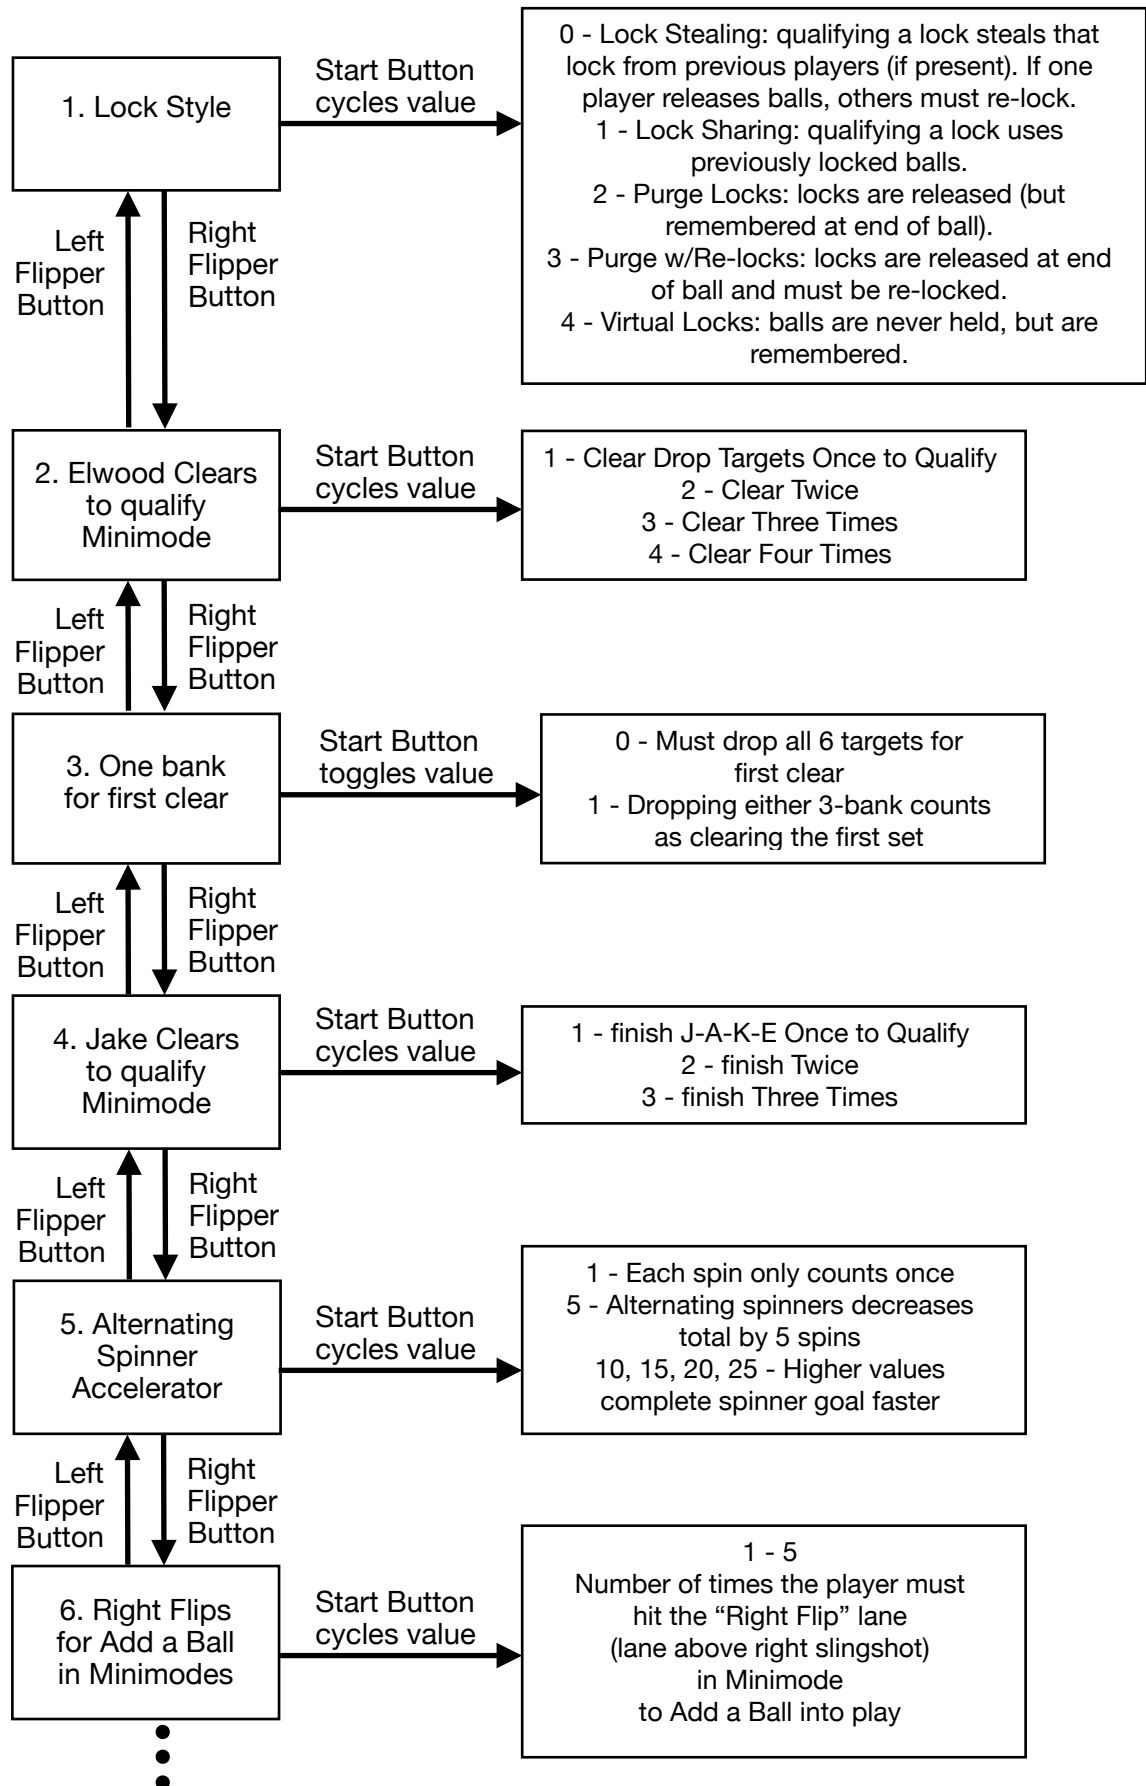 1. Lock Style
Start Button
cycles value
0 - Lock Stealing: qualifying a lock steals that
lock from previous players (if present). If one
player releases balls, others must re-lock.
1 - Lock Sharing: qualifying a lock uses
previously locked balls.
2 - Purge Locks: locks are released (but
remembered at end of ball).
3 - Purge w/Re-locks: locks are released at end
of ball and must be re-locked.
4 - Virtual Locks: balls are never held, but are
remembered.
Left
Flipper
Button
Right
Flipper
Button
2. Elwood Clears
to qualify
Minimode
Start Button
cycles value
1 - Clear Drop Targets Once to Qualify
2 - Clear Twice
3 - Clear Three Times
4 - Clear Four Times
Left
Flipper
Button
Right
Flipper
Button
3. One bank
for first clear
Start Button
toggles value
0 - Must drop all 6 targets for
first clear
1 - Dropping either 3-bank counts
as clearing the first set
Left
Flipper
Button
Right
Flipper
Button
4. Jake Clears
to qualify
Minimode
Start Button
cycles value
1 - finish J-A-K-E Once to Qualify
2 - finish Twice
3 - finish Three Times
Left
Flipper
Button
Right
Flipper
Button
5. Alternating
Spinner
Accelerator
Start Button
cycles value
1 - Each spin only counts once
5 - Alternating spinners decreases
total by 5 spins
10, 15, 20, 25 - Higher values
complete spinner goal faster
Left
Flipper
Button
Right
Flipper
Button
6. Right Flips
for Add a Ball
in Minimodes
Start Button
cycles value
1 - 5
Number of times the player must
hit the “Right Flip” lane
(lane above right slingshot)
in Minimode
to Add a Ball into play